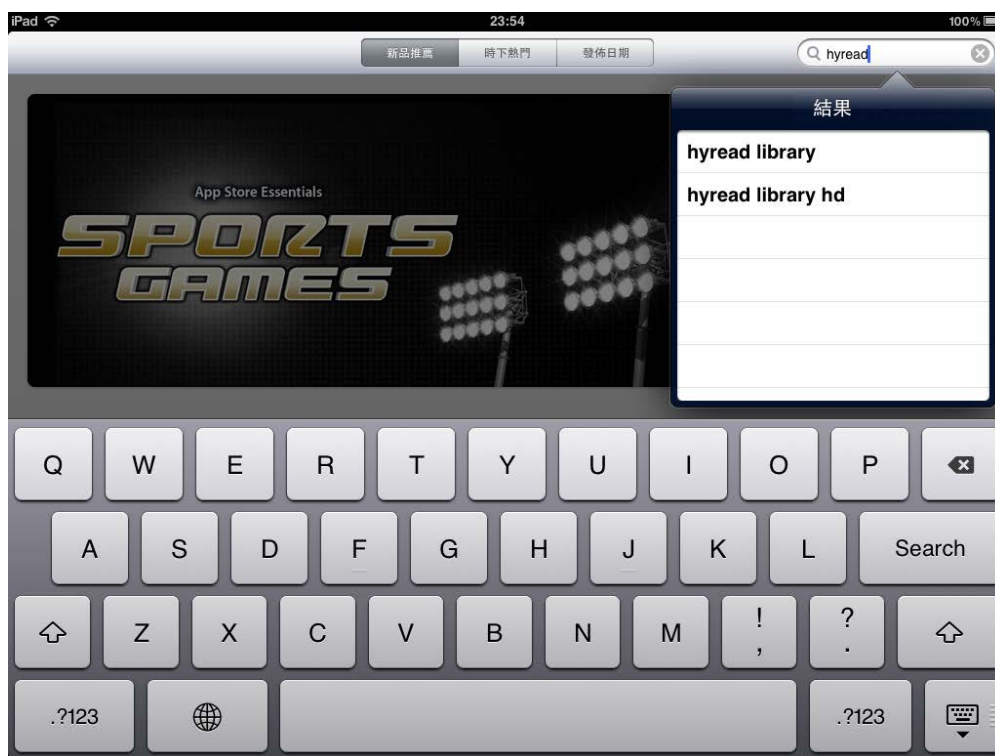 iPad 23:54 100%
新品推薦 時下熱門 發佈日期 hyread
結果
hyread library
hyread library hd
App Store Essentials
SPORTS
GAMES
Q W E R T Y U I O P
A S D F G H J K L Search
! ?
Z X C V B N M , .
.?123 .?123